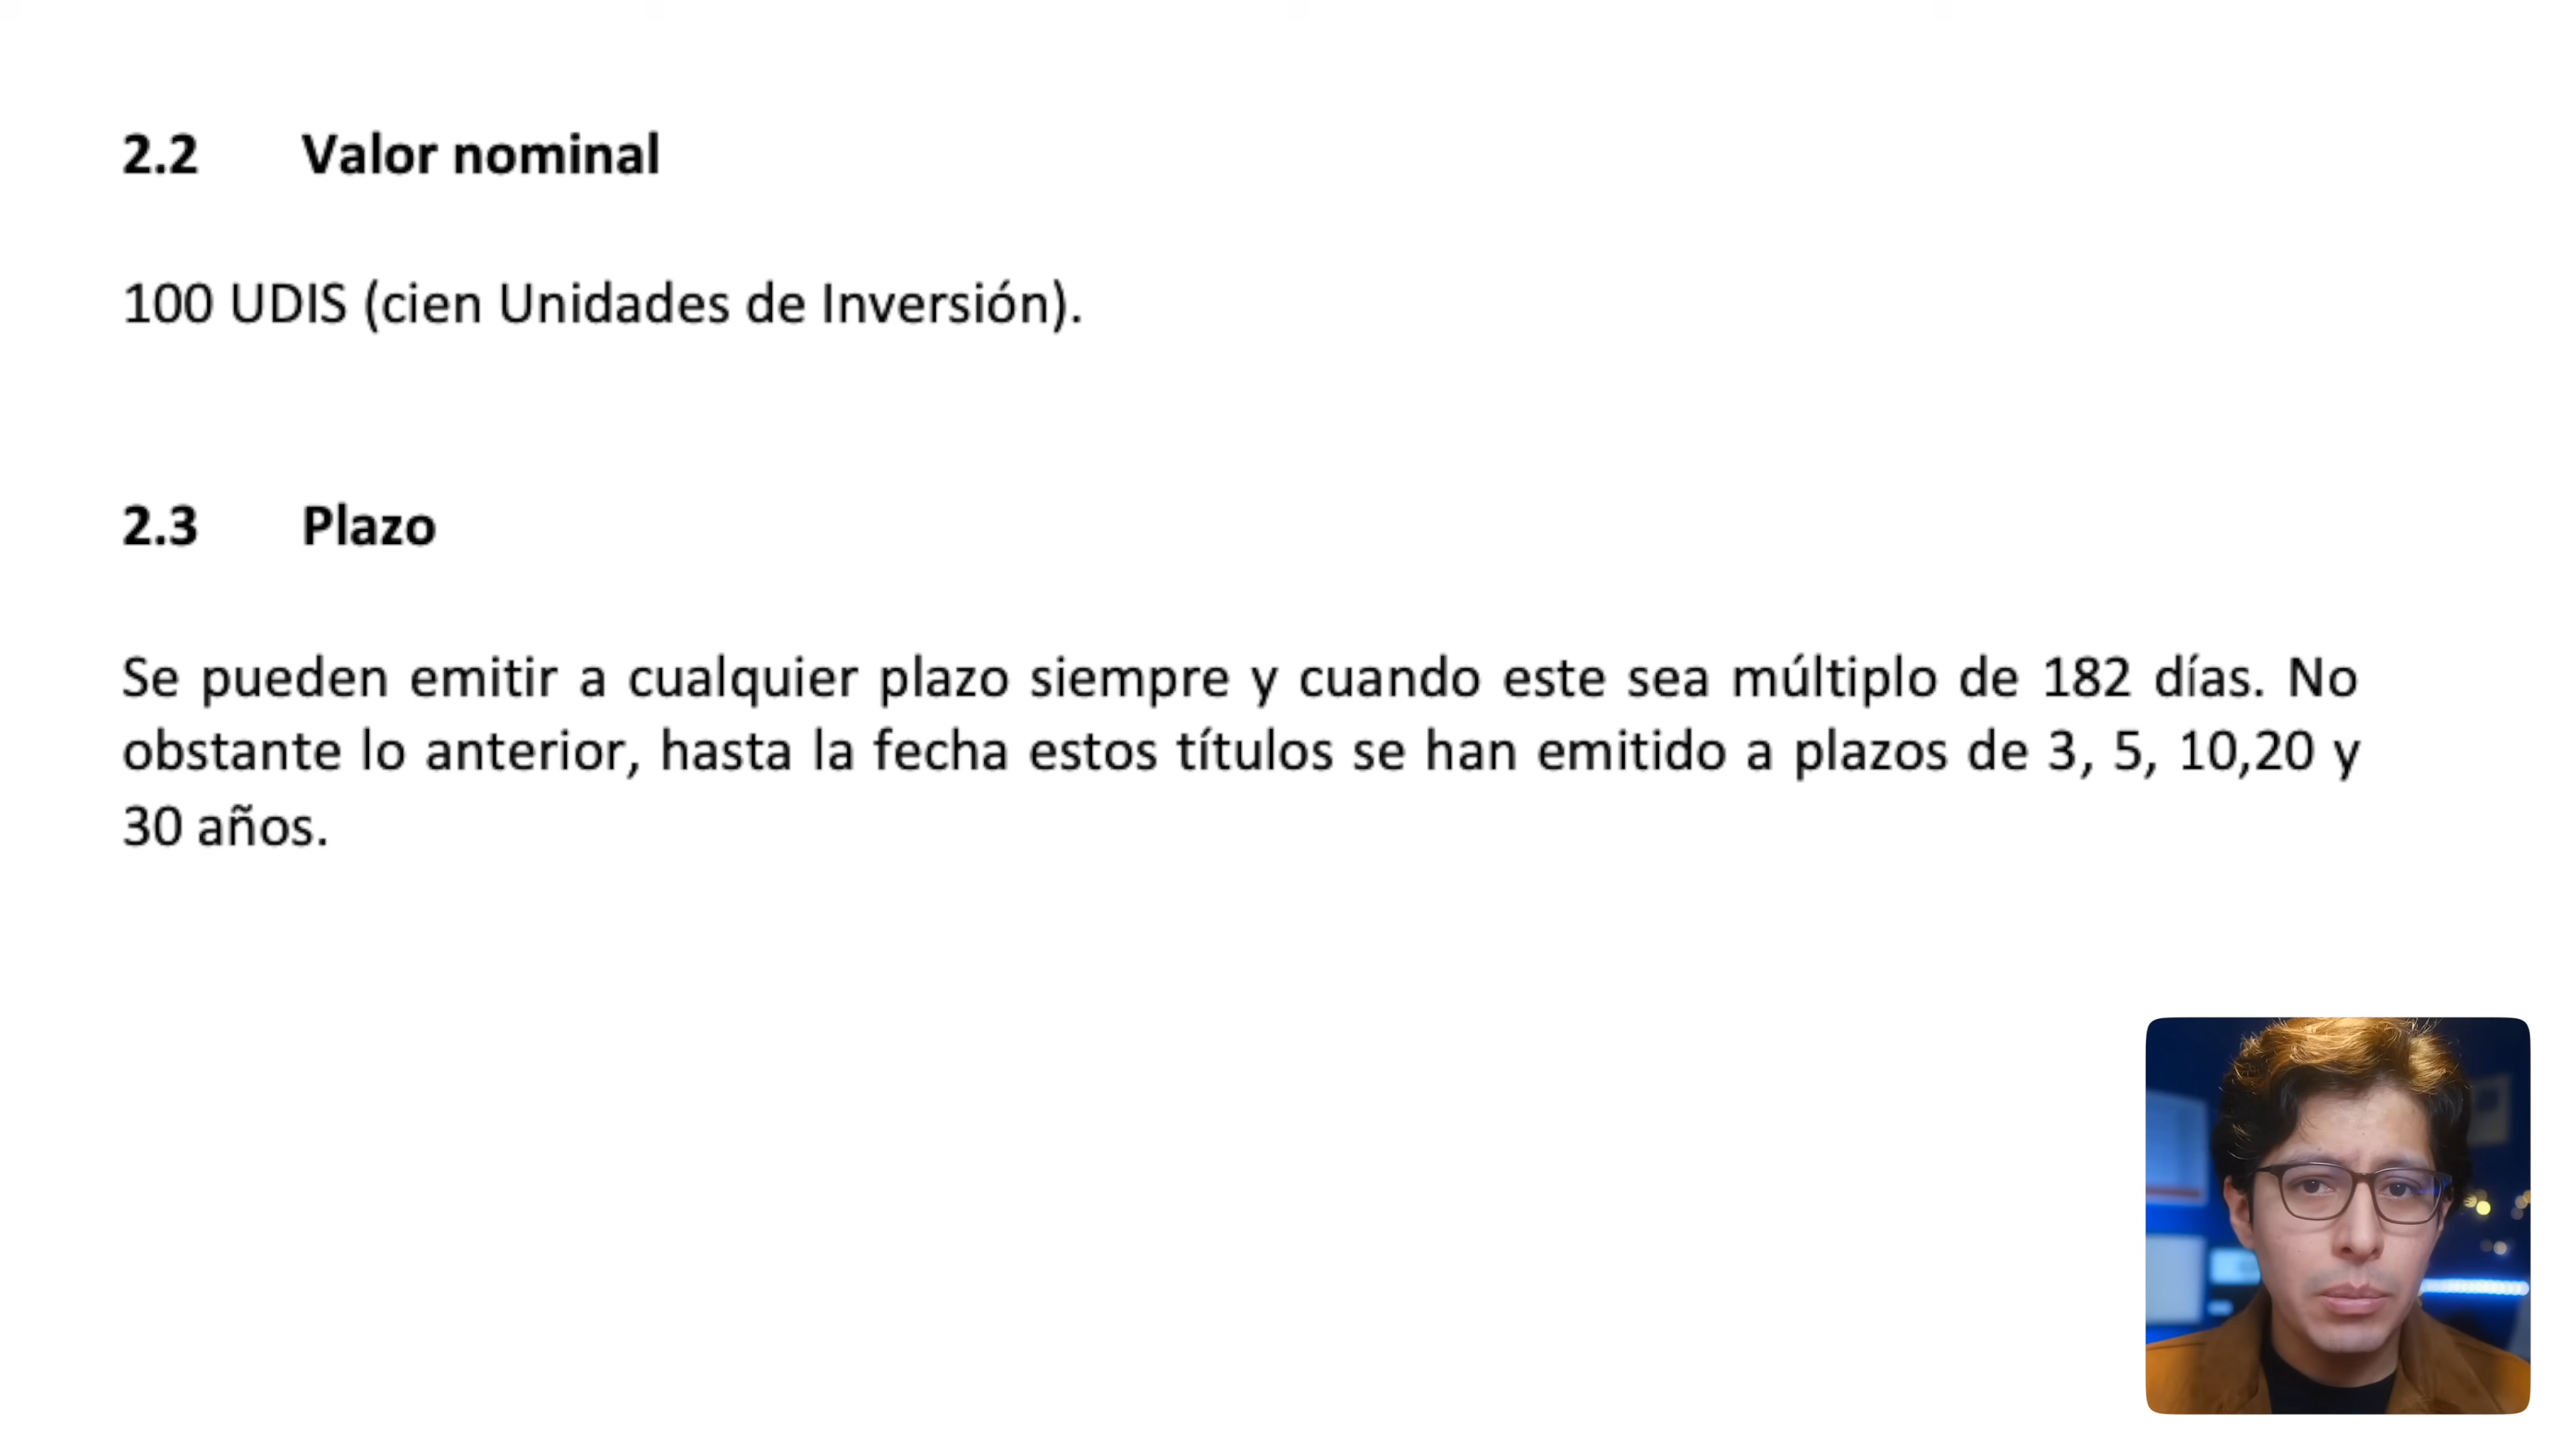 2.2 Valor nominal
100 UDIS (cien Unidades de Inversión).
2.3 Plazo
Se pueden emitir a cualquier plazo siempre y cuando este sea múltiplo de 182 días. No
obstante lo anterior, hasta la fecha estos títulos se han emitido a plazos de 3, 5, 10,20 y
30 años.